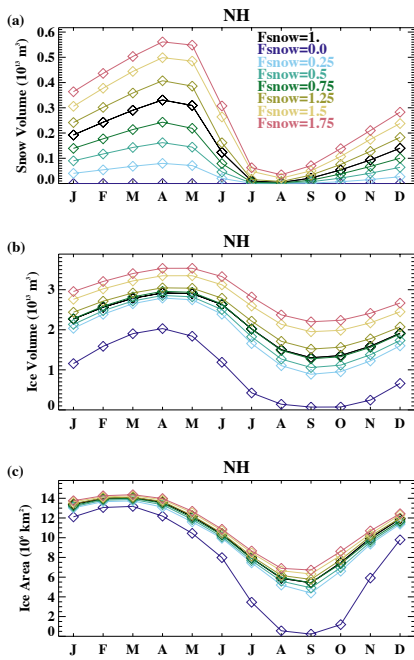 (a)
NH
Fsnow=1.
Fsnow=0.0
Fsnow=0.25
Fsnow=0.5
Fsnow=0.75
Fsnow=1.25
Fsnow=1.5
Fsnow=1.75
Snow Volume (10¹³ m³)
0.6
0.5
0.4
0.3
0.2
0.1
0.0
J F M A M J J A S O N D
(b)
NH
Ice Volume (10¹³ m³)
3
2
1
0
J F M A M J J A S O N D
(c)
NH
Ice Area (10⁶ km²)
14
12
10
8
6
4
2
0
J F M A M J J A S O N D